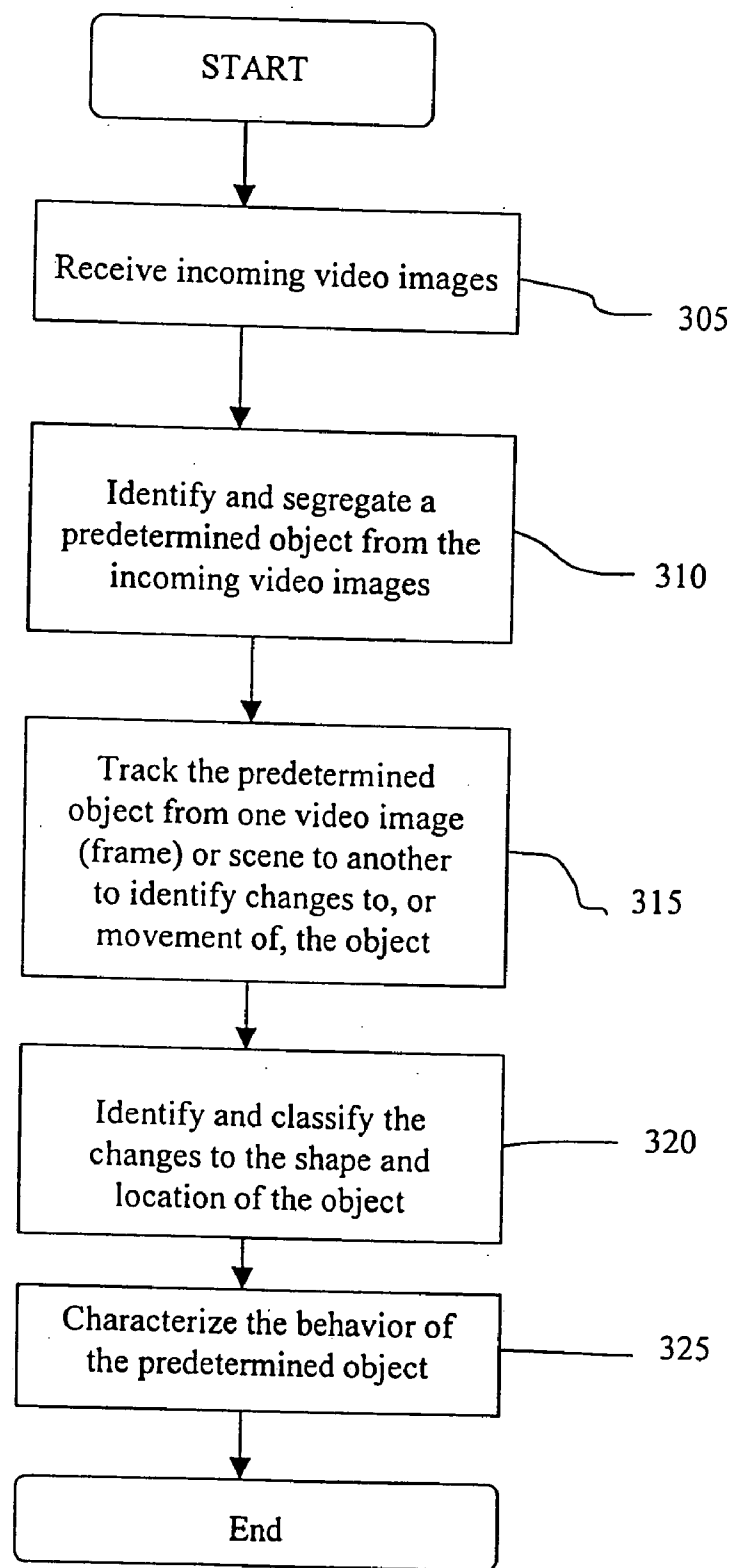 START
Receive incoming video images
305
Identify and segregate a
predetermined object from the
incoming video images
310
Track the predetermined
object from one video image
(frame) or scene to another
to identify changes to, or
movement of, the object
315
Identify and classify the
changes to the shape and
location of the object
320
Characterize the behavior of
the predetermined object
325
End